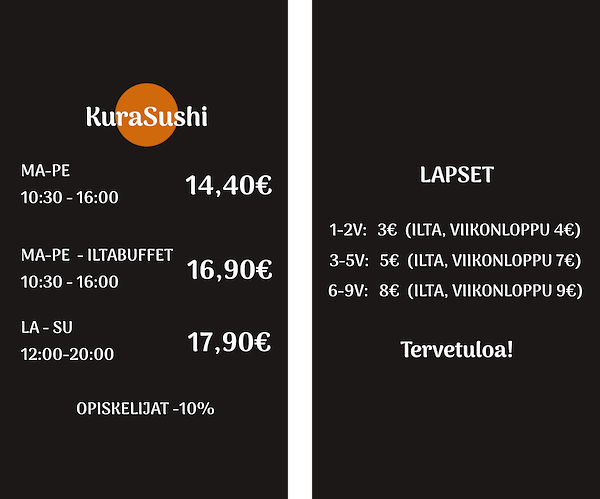 KuraSushi
MA-PE
10:30 - 16:00
14,40€
MA-PE - ILTABUFFET
10:30 - 16:00
16,90€
LA - SU
12:00-20:00
17,90€
OPISKELIJAT -10%
LAPSET
1-2V: 3€ (ILTA, VIIKONLOPPU 4€)
3-5V: 5€ (ILTA, VIIKONLOPPU 7€)
6-9V: 8€ (ILTA, VIIKONLOPPU 9€)
Tervetuloa!